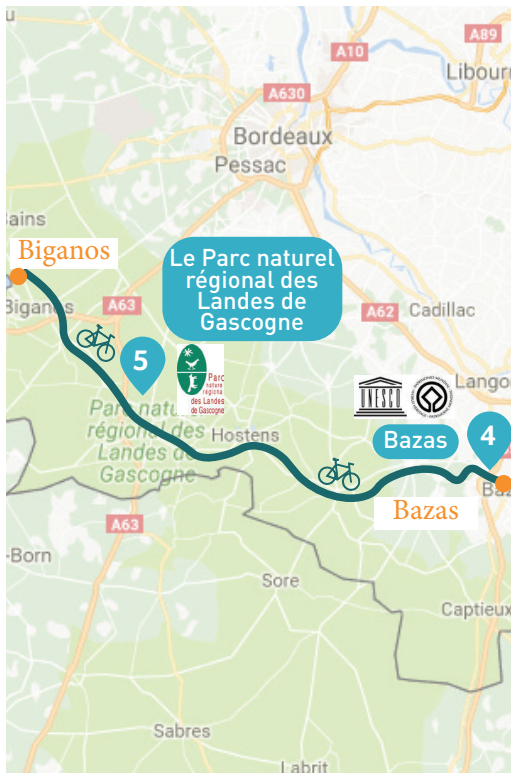 A89
A10
Libourn
A630
Bordeaux
Pessac
Bains
Biganos
Le Parc naturel
régional des
Landes de
Gascogne
Biganos
A63
A62
Cadillac
5
Parc
naturel
régional
des Landes
de Gascogne
UNESCO
Langon
Parc natu
régional des
Landes de
Gascogne
Hostens
Bazas
4
Baz
Bazas
A63
-Born
Sore
Captieux
Sabres
Labrit